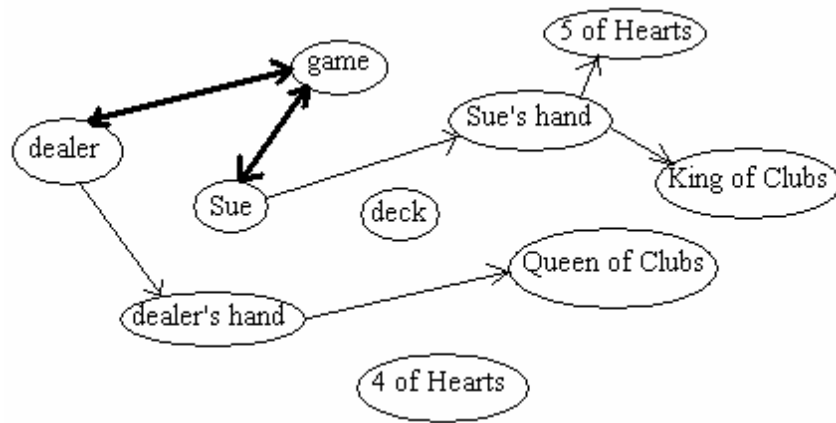 5 of Hearts
game
Sue's hand
dealer
King of Clubs
Sue
deck
Queen of Clubs
dealer's hand
4 of Hearts